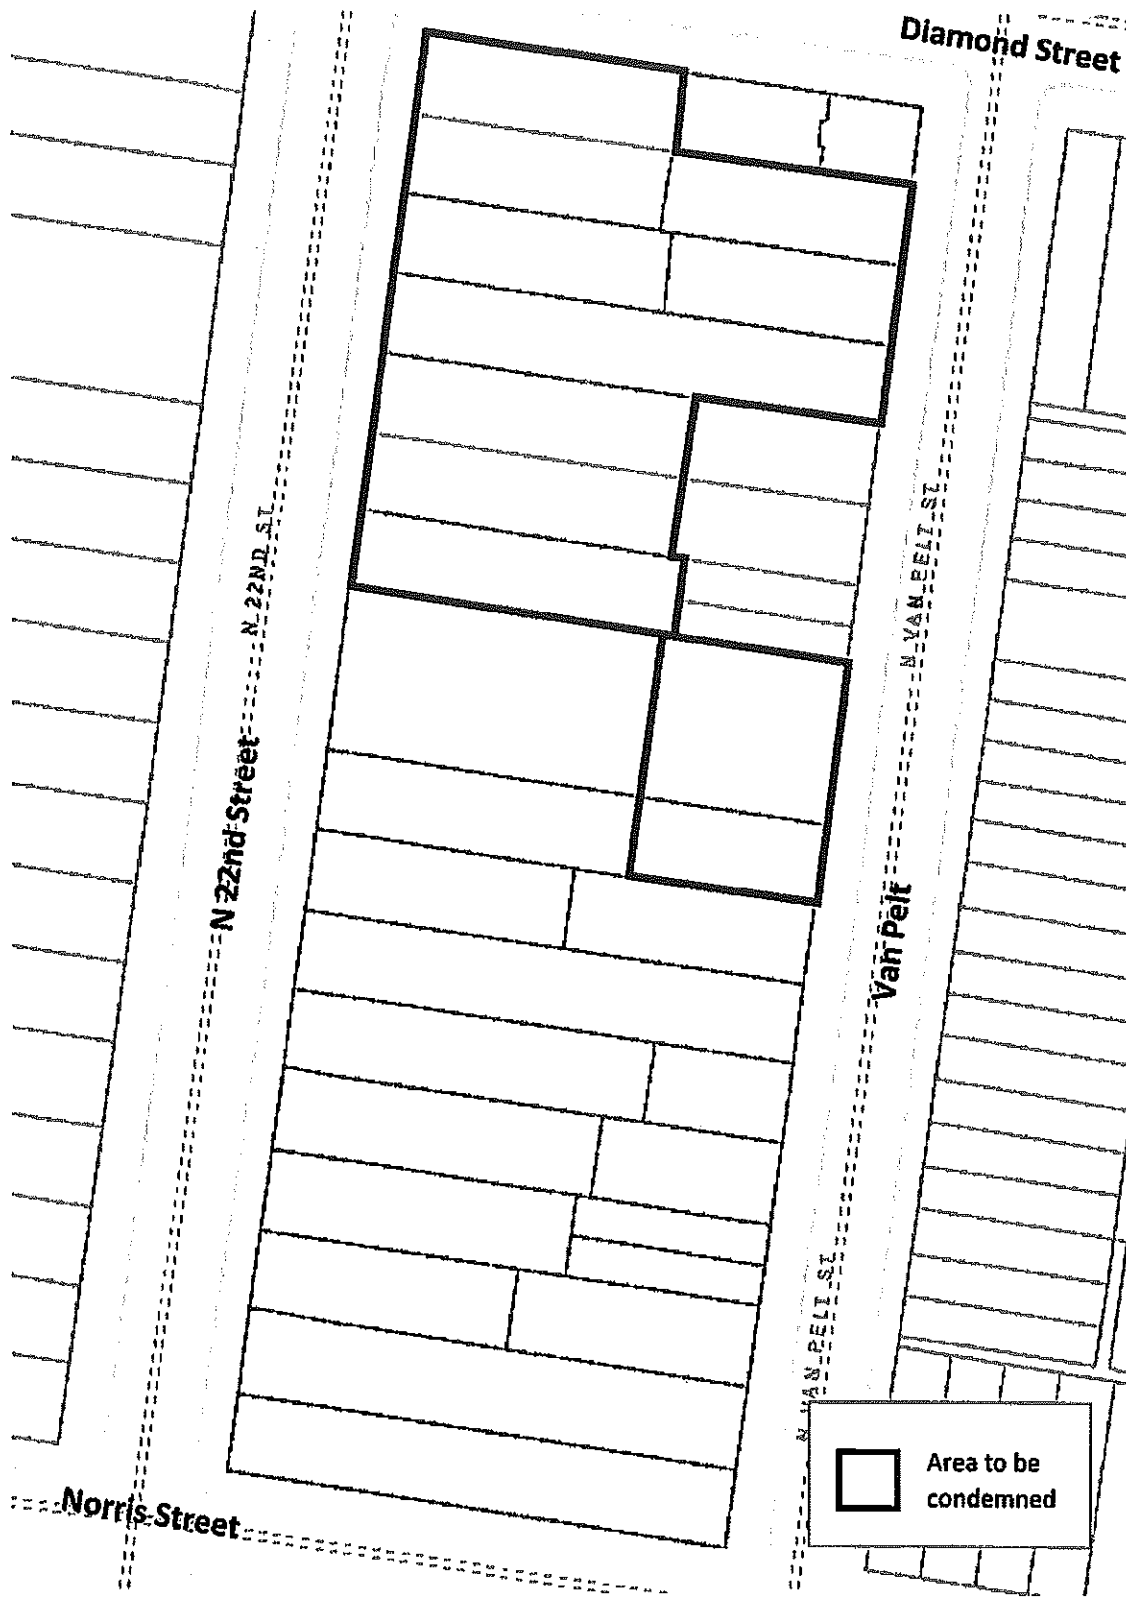 Diamond Street
N 22ND ST
N VAN PELT ST
N 22nd Street
Van Pelt
N VAN PELT ST
Area to be
condemned
Norris Street